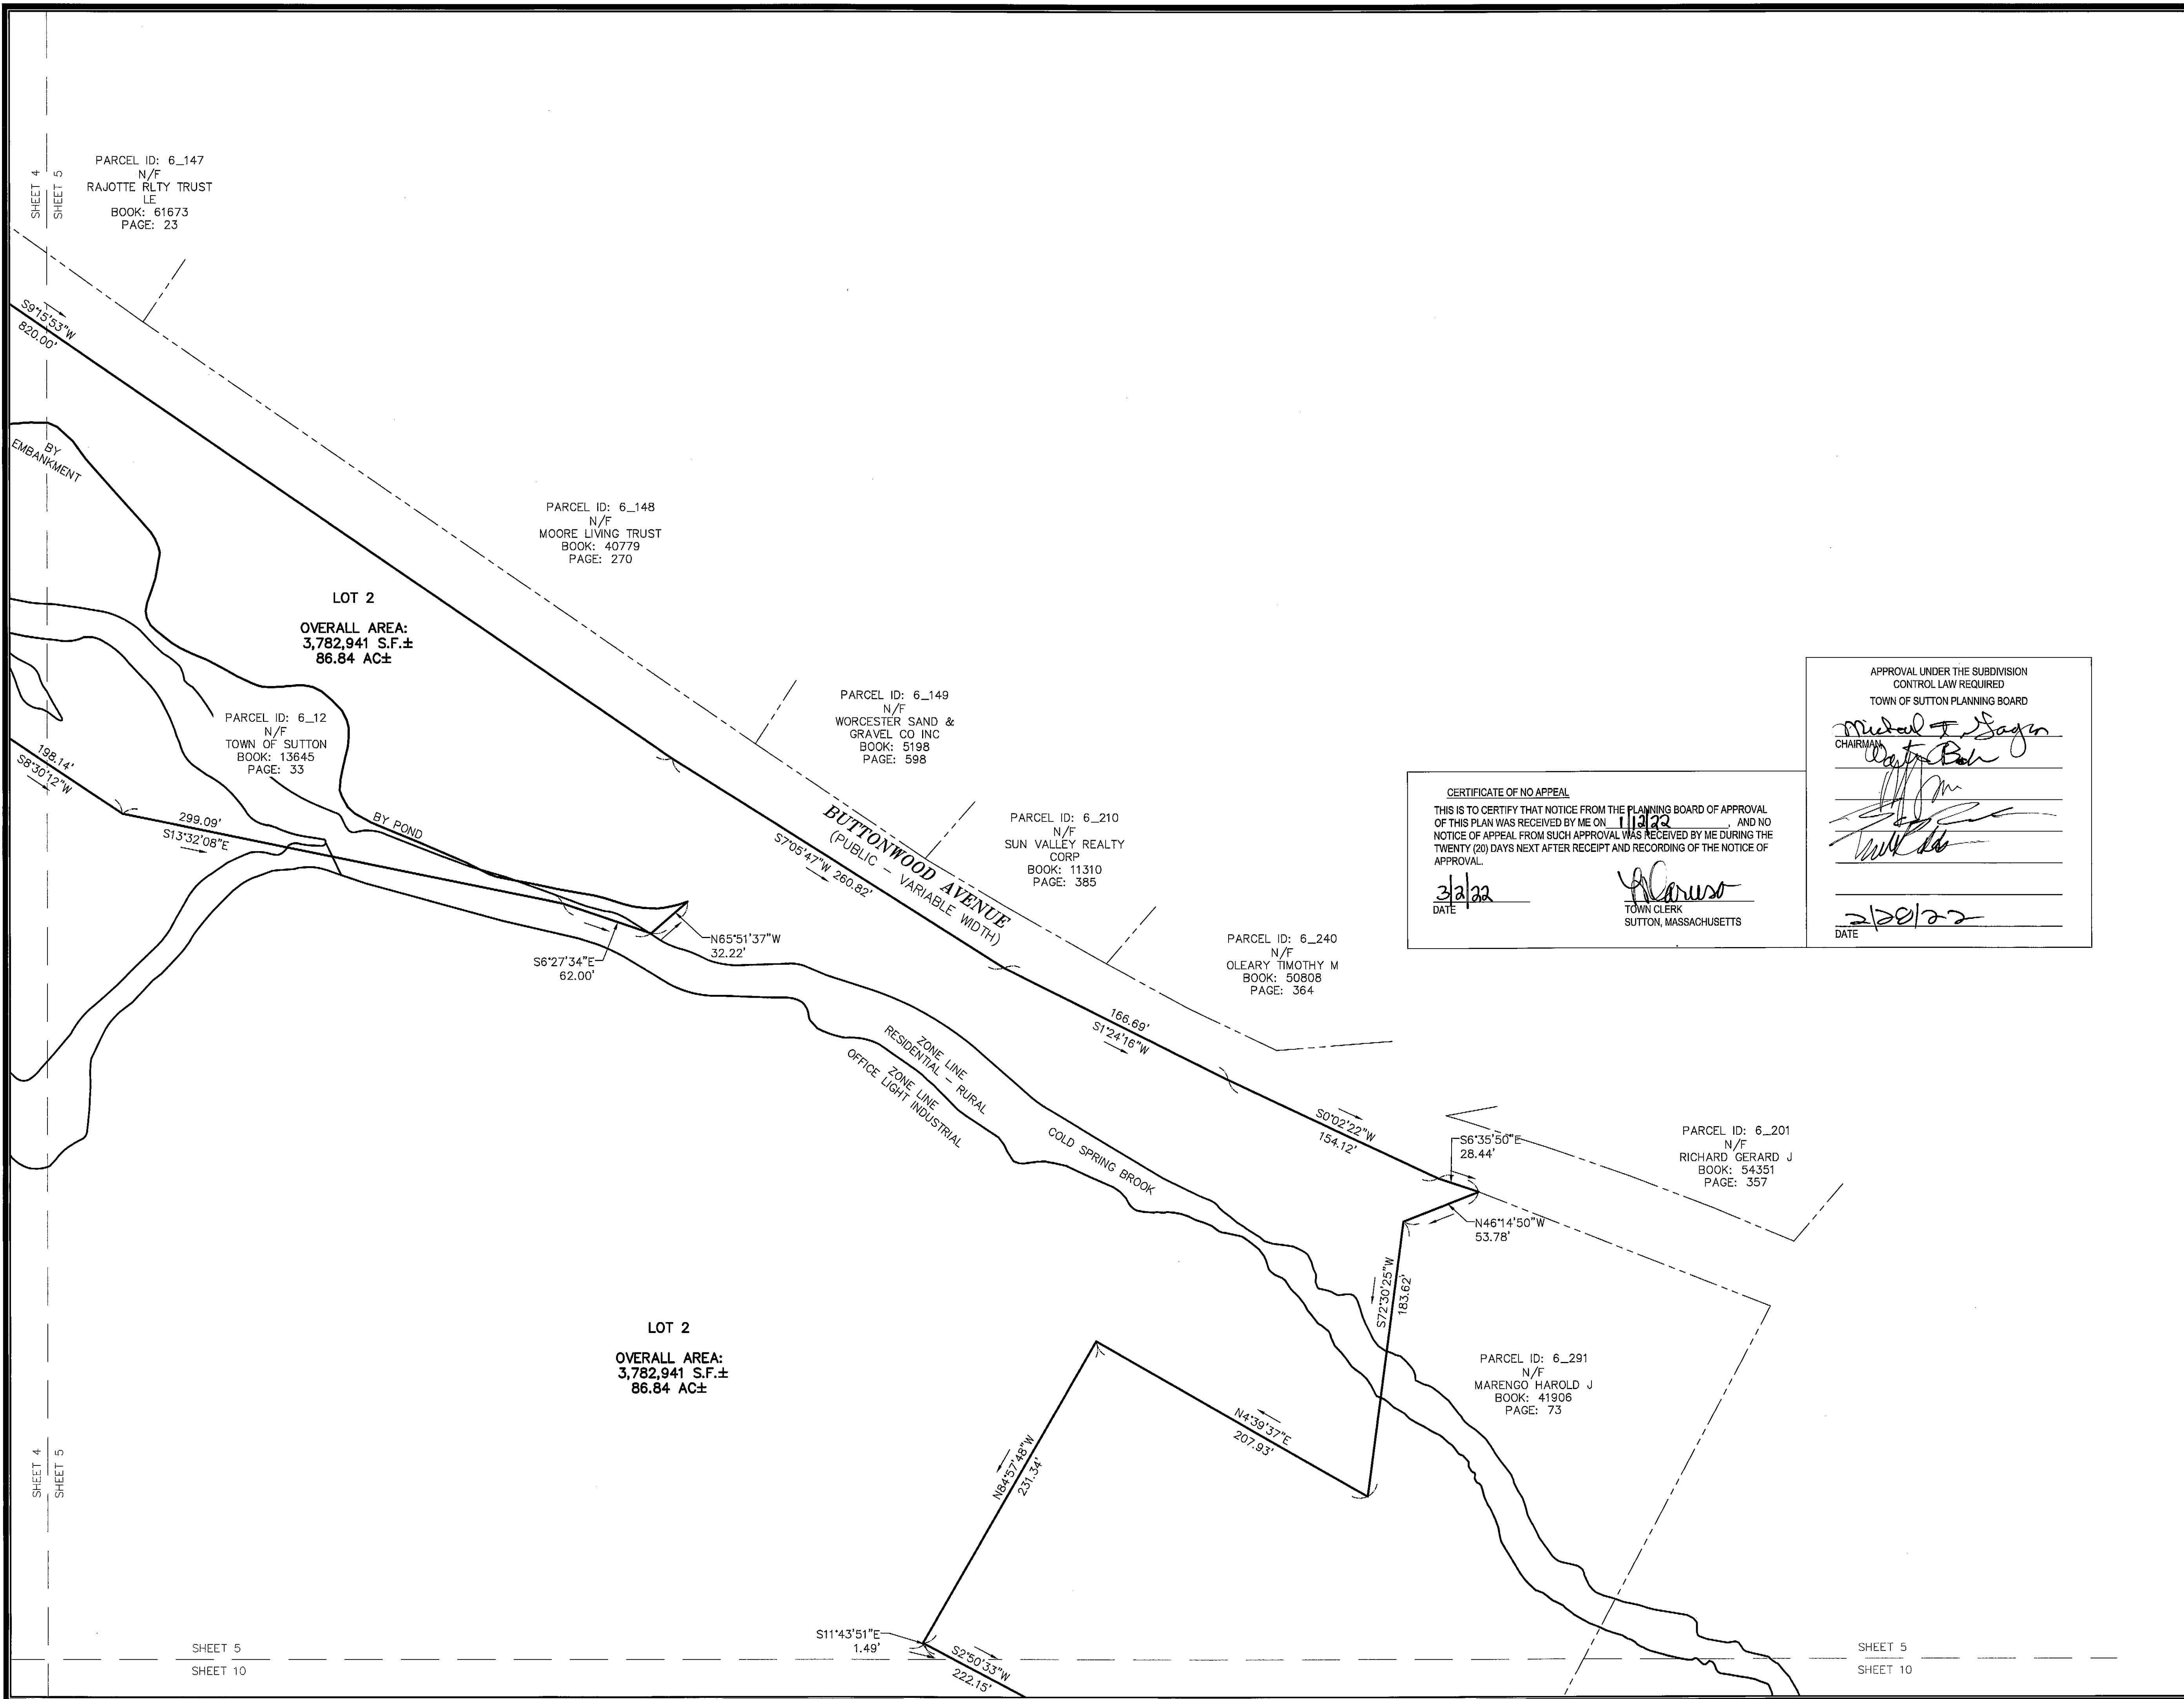 SHEET 4
SHEET 5
PARCEL ID: 6_147
N/F
RAJOTTE RLTY TRUST
LE
BOOK: 61673
PAGE: 23
S9°15'53"W
820.00'
BY
EMBANKMENT
PARCEL ID: 6_148
N/F
MOORE LIVING TRUST
BOOK: 40779
PAGE: 270
LOT 2
OVERALL AREA:
3,782,941 S.F.±
86.84 AC±
PARCEL ID: 6_12
N/F
TOWN OF SUTTON
BOOK: 13645
PAGE: 33
198.14'
S8°30'12"W
299.09'
S13°32'08"E
BY POND
PARCEL ID: 6_149
N/F
WORCESTER SAND &
GRAVEL CO INC
BOOK: 5198
PAGE: 598
BUTTONWOOD AVENUE
(PUBLIC - VARIABLE WIDTH)
S7°05'47"W 260.82'
PARCEL ID: 6_210
N/F
SUN VALLEY REALTY
CORP
BOOK: 11310
PAGE: 385
N65°51'37"W
32.22'
S6°27'34"E
62.00'
PARCEL ID: 6_240
N/F
OLEARY TIMOTHY M
BOOK: 50808
PAGE: 364
166.69'
S1°24'16"W
ZONE LINE
RESIDENTIAL - RURAL
ZONE LINE
OFFICE LIGHT INDUSTRIAL
COLD SPRING BROOK
S0°02'22"W
154.12'
S6°35'50"E
28.44'
N46°14'50"W
53.78'
PARCEL ID: 6_201
N/F
RICHARD GERARD J
BOOK: 54351
PAGE: 357
S72°30'25"W
183.62'
PARCEL ID: 6_291
N/F
MARENGO HAROLD J
BOOK: 41906
PAGE: 73
LOT 2
OVERALL AREA:
3,782,941 S.F.±
86.84 AC±
N4°39'37"E
207.93'
N84°57'48"W
231.34'
S11°43'51"E
1.49'
S2°50'33"W
222.15'
SHEET 4
SHEET 5
SHEET 5
SHEET 10
SHEET 5
SHEET 10
CERTIFICATE OF NO APPEAL
THIS IS TO CERTIFY THAT NOTICE FROM THE PLANNING BOARD OF APPROVAL
OF THIS PLAN WAS RECEIVED BY ME ON 1/12/22, AND NO
NOTICE OF APPEAL FROM SUCH APPROVAL WAS RECEIVED BY ME DURING THE
TWENTY (20) DAYS NEXT AFTER RECEIPT AND RECORDING OF THE NOTICE OF
APPROVAL.
3/2/22
DATE
TOWN CLERK
SUTTON, MASSACHUSETTS
APPROVAL UNDER THE SUBDIVISION
CONTROL LAW REQUIRED
TOWN OF SUTTON PLANNING BOARD
CHAIRMAN
2/28/22
DATE